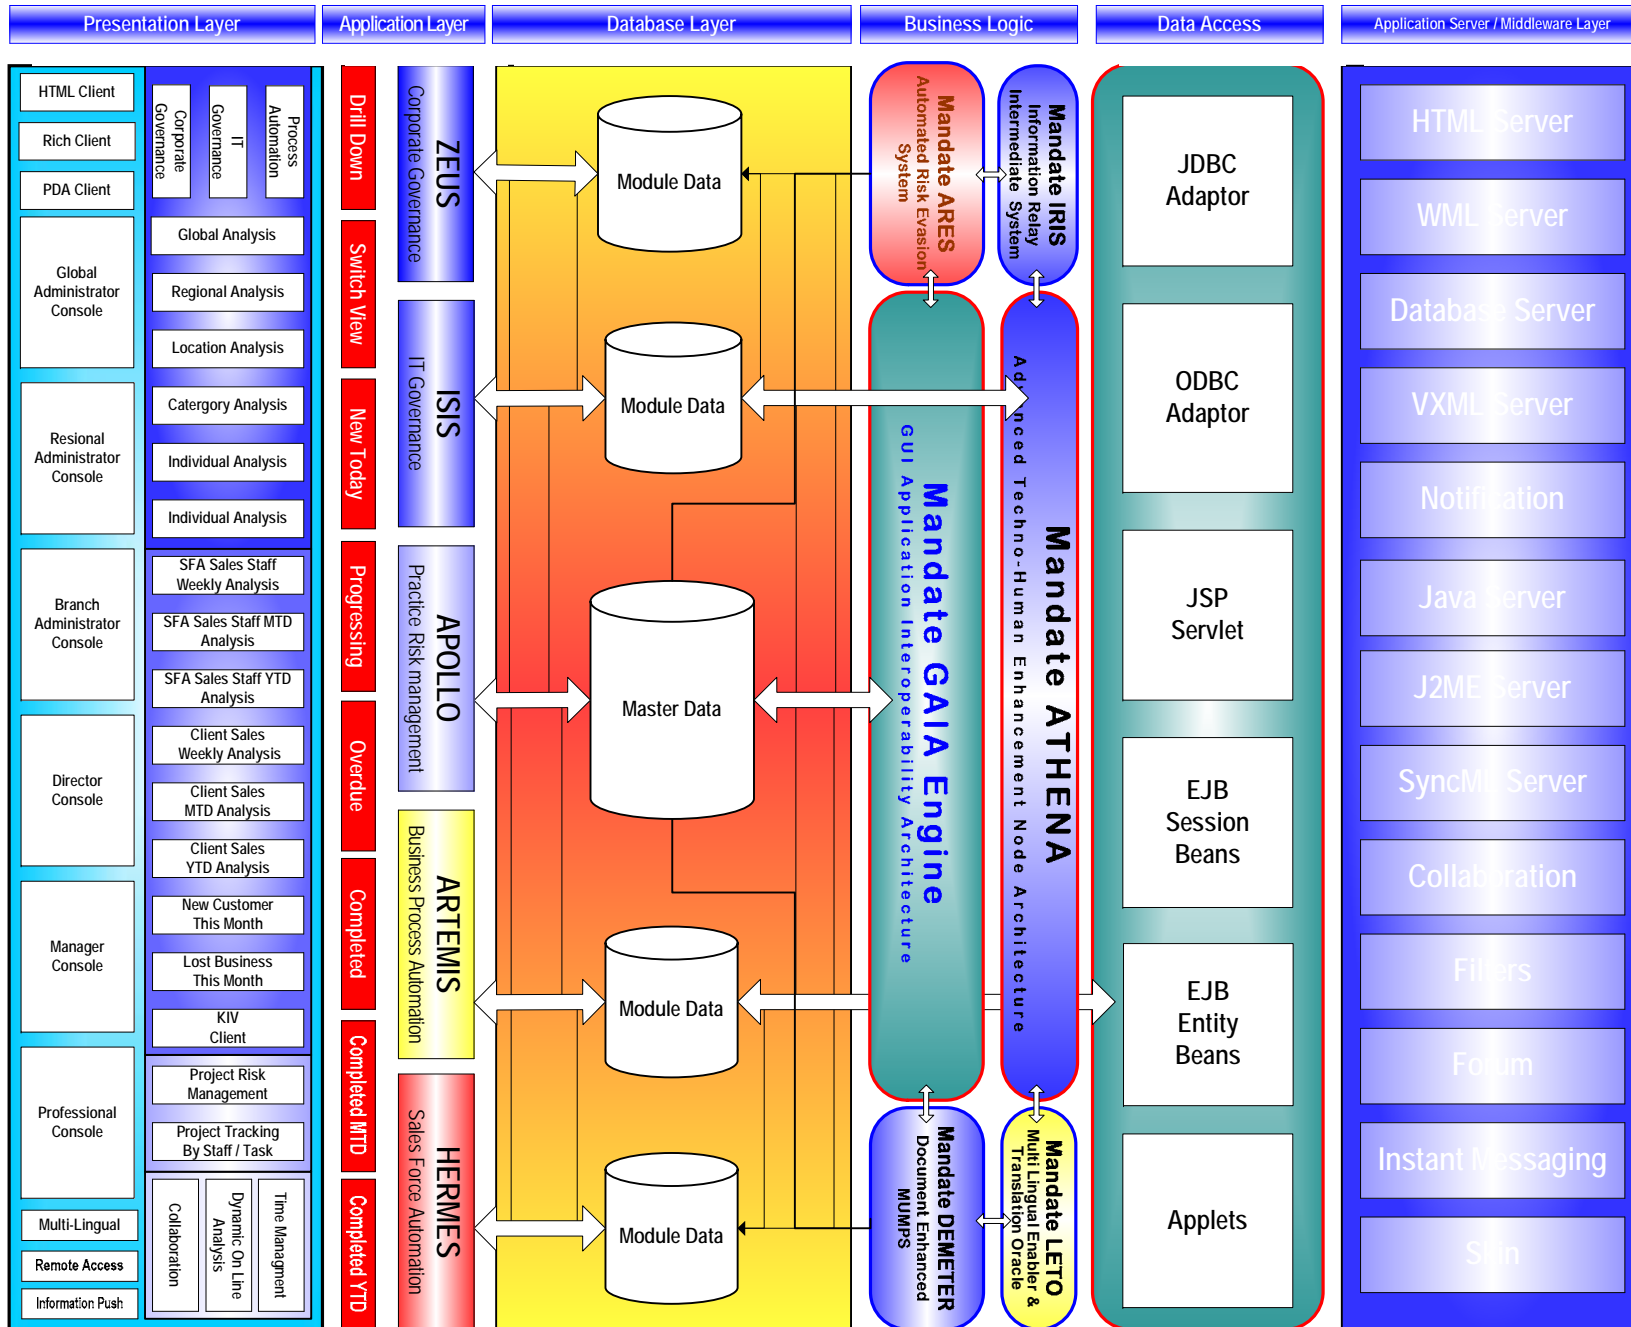 Presentation Layer
Application Layer
Database Layer
Business Logic
Data Access
Application Server / Middleware Layer
HTML Client
Rich Client
PDA Client
Global
Administrator
Console
Resional
Administrator
Console
Branch
Administrator
Console
Director
Console
Manager
Console
Professional
Console
Multi-Lingual
Remote Access
Information Push
Corporate
Governance
IT
Governance
Process
Automation
Global Analysis
Regional Analysis
Location Analysis
Catergory Analysis
Individual Analysis
Individual Analysis
SFA Sales Staff
Weekly Analysis
SFA Sales Staff MTD
Analysis
SFA Sales Staff YTD
Analysis
Client Sales
Weekly Analysis
Client Sales
MTD Analysis
Client Sales
YTD Analysis
New Customer
This Month
Lost Business
This Month
KIV
Client
Project Risk
Management
Project Tracking
By Staff / Task
Collaboration
Dynamic On Line
Analysis
Time Managment
Drill Down
Switch View
New Today
Progressing
Overdue
Completed
Completed MTD
Completed YTD
ZEUS
Corporate Governance
ISIS
IT Governance
APOLLO
Practice Risk management
ARTEMIS
Business Process Automation
HERMES
Sales Force Automation
Module Data
Module Data
Master Data
Module Data
Module Data
Mandate ARES
Automated Risk Evasion
System
Mandate IRIS
Information Relay
Intermediate System
Mandate GAIA Engine
GUI Application Interoperability Architecture
Mandate ATHENA
Advanced Techno-Human Enhancement Node Architecture
Mandate DEMETER
Document Enhanced
MUMPS
Mandate LETO
Multi Lingual Enabler &
Translation Oracle
JDBC
Adaptor
ODBC
Adaptor
JSP
Servlet
EJB
Session
Beans
EJB
Entity
Beans
Applets
HTML Server
WML Server
Database Server
VXML Server
Notification
Java Server
J2ME Server
SyncML Server
Collaboration
Filters
Forum
Instant Messaging
Skin